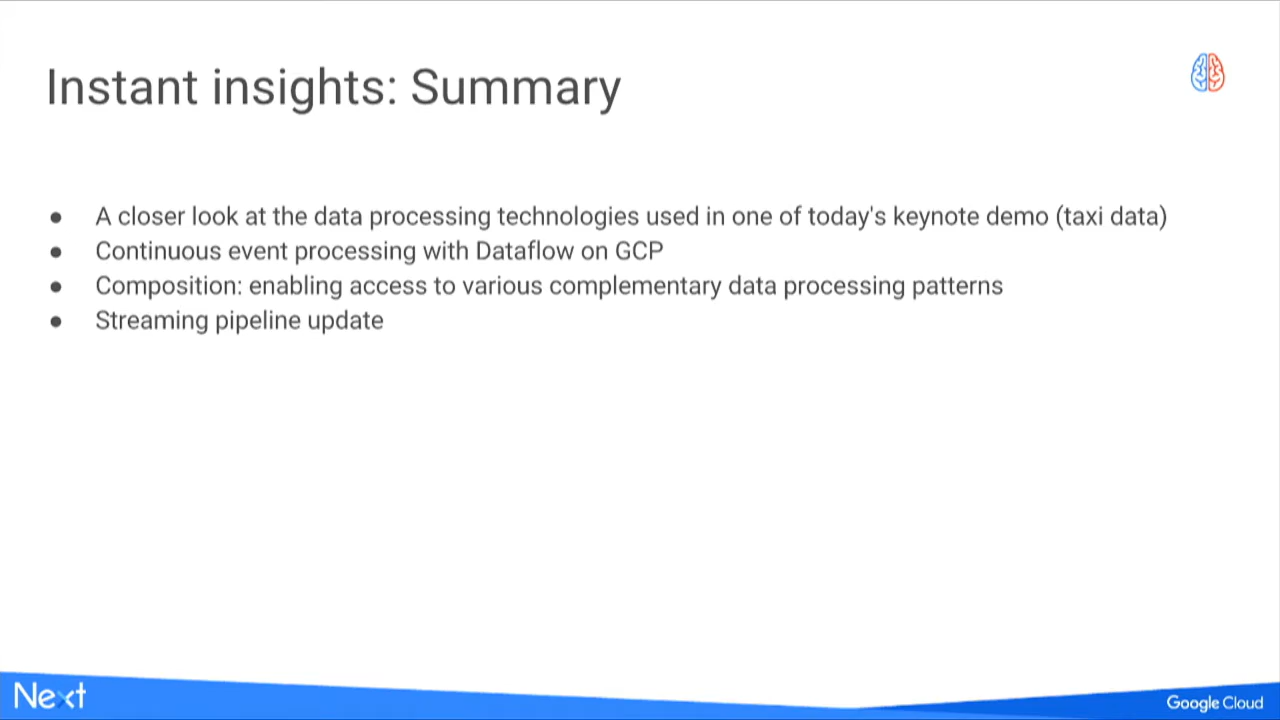 Instant insights: Summary
● A closer look at the data processing technologies used in one of today's keynote demo (taxi data)
● Continuous event processing with Dataflow on GCP
● Composition: enabling access to various complementary data processing patterns
● Streaming pipeline update
Next
Google Cloud